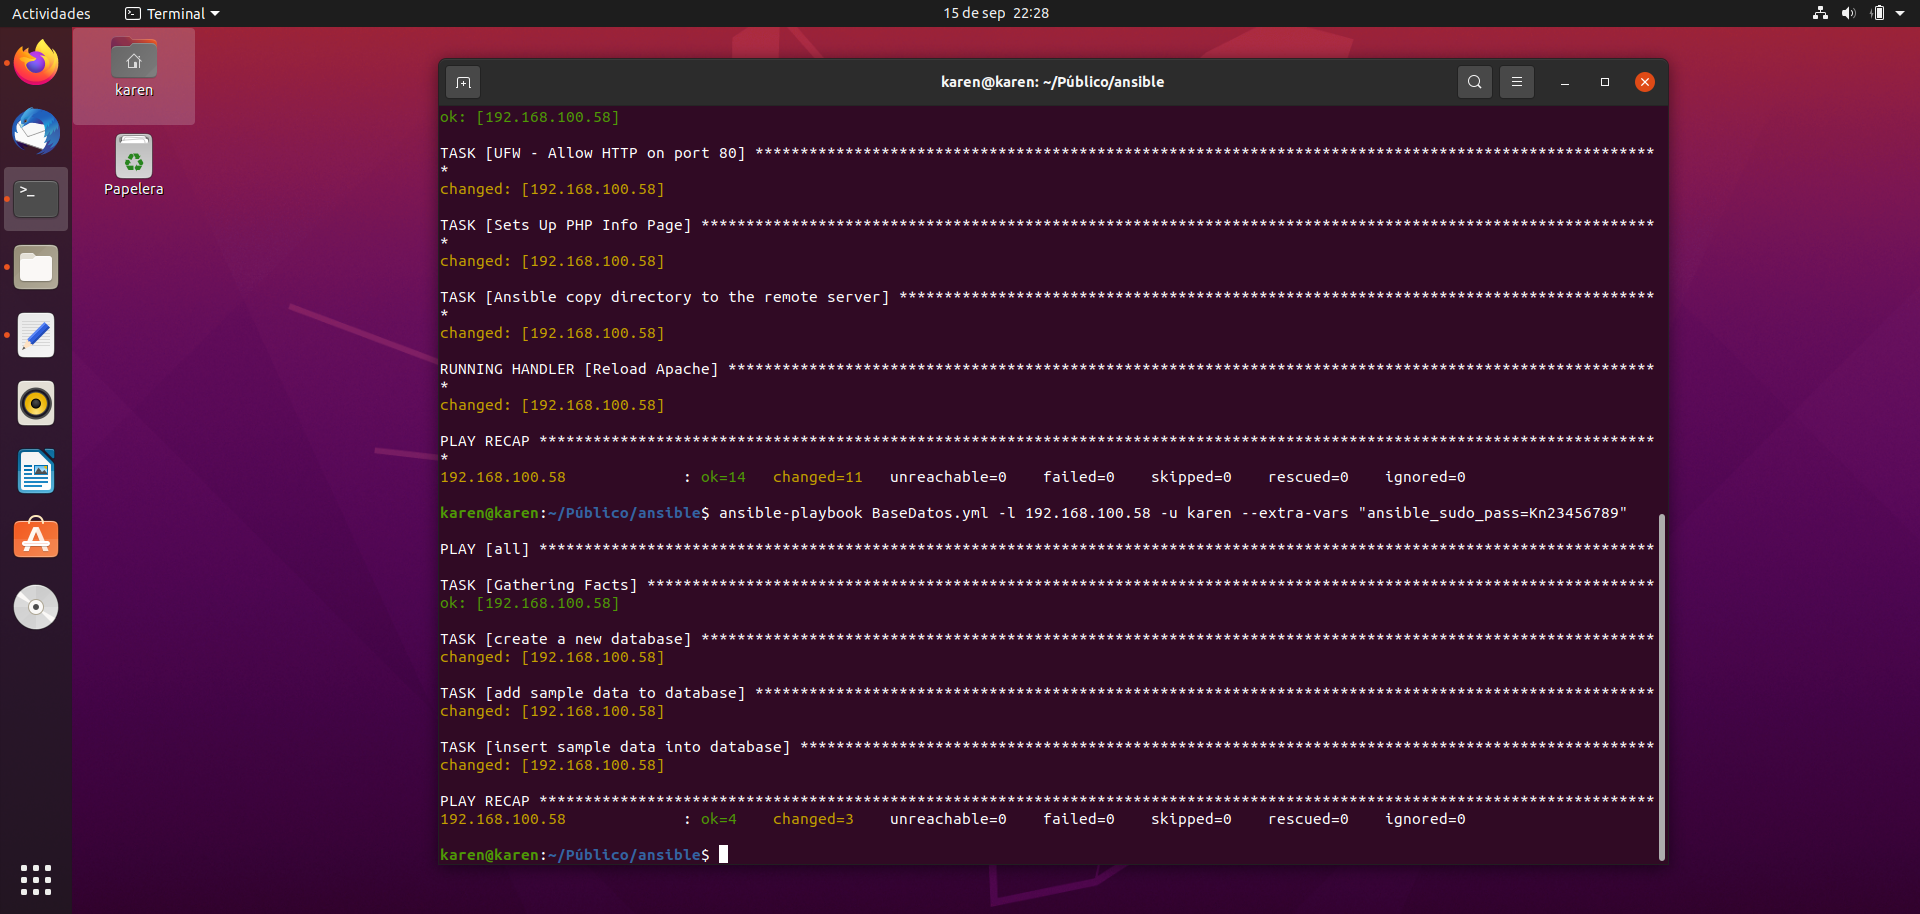 Actividades
Terminal
15 de sep 22:28
karen
Papelera
karen@karen: ~/Público/ansible
ok: [192.168.100.58]
TASK [UFW - Allow HTTP on port 80] ****************************************************************************************************
*
changed: [192.168.100.58]
TASK [Sets Up PHP Info Page] **********************************************************************************************************
*
changed: [192.168.100.58]
TASK [Ansible copy directory to the remote server] ************************************************************************************
*
changed: [192.168.100.58]
RUNNING HANDLER [Reload Apache] *******************************************************************************************************
*
changed: [192.168.100.58]
PLAY RECAP ****************************************************************************************************************************
*
192.168.100.58             : ok=14   changed=11   unreachable=0    failed=0    skipped=0    rescued=0    ignored=0
karen@karen:~/Público/ansible$ ansible-playbook BaseDatos.yml -l 192.168.100.58 -u karen --extra-vars "ansible_sudo_pass=Kn23456789"
PLAY [all] ****************************************************************************************************************************
TASK [Gathering Facts] ****************************************************************************************************************
ok: [192.168.100.58]
TASK [create a new database] **********************************************************************************************************
changed: [192.168.100.58]
TASK [add sample data to database] ****************************************************************************************************
changed: [192.168.100.58]
TASK [insert sample data into database] ***********************************************************************************************
changed: [192.168.100.58]
PLAY RECAP ****************************************************************************************************************************
192.168.100.58             : ok=4    changed=3    unreachable=0    failed=0    skipped=0    rescued=0    ignored=0
karen@karen:~/Público/ansible$